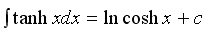 ∫tanh xdx = ln cosh x + c